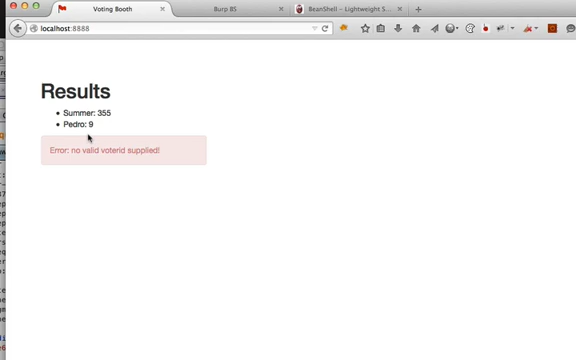 Voting Booth
Burp BS
BeanShell – Lightweight S...
localhost:8888
Results
Summer: 355
Pedro: 9
Error: no valid voterid supplied!